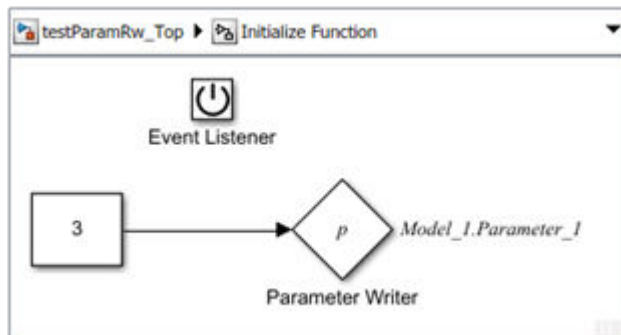 testParamRw_Top Initialize Function
Event Listener
3
p
Model_1.Parameter_1
Parameter Writer